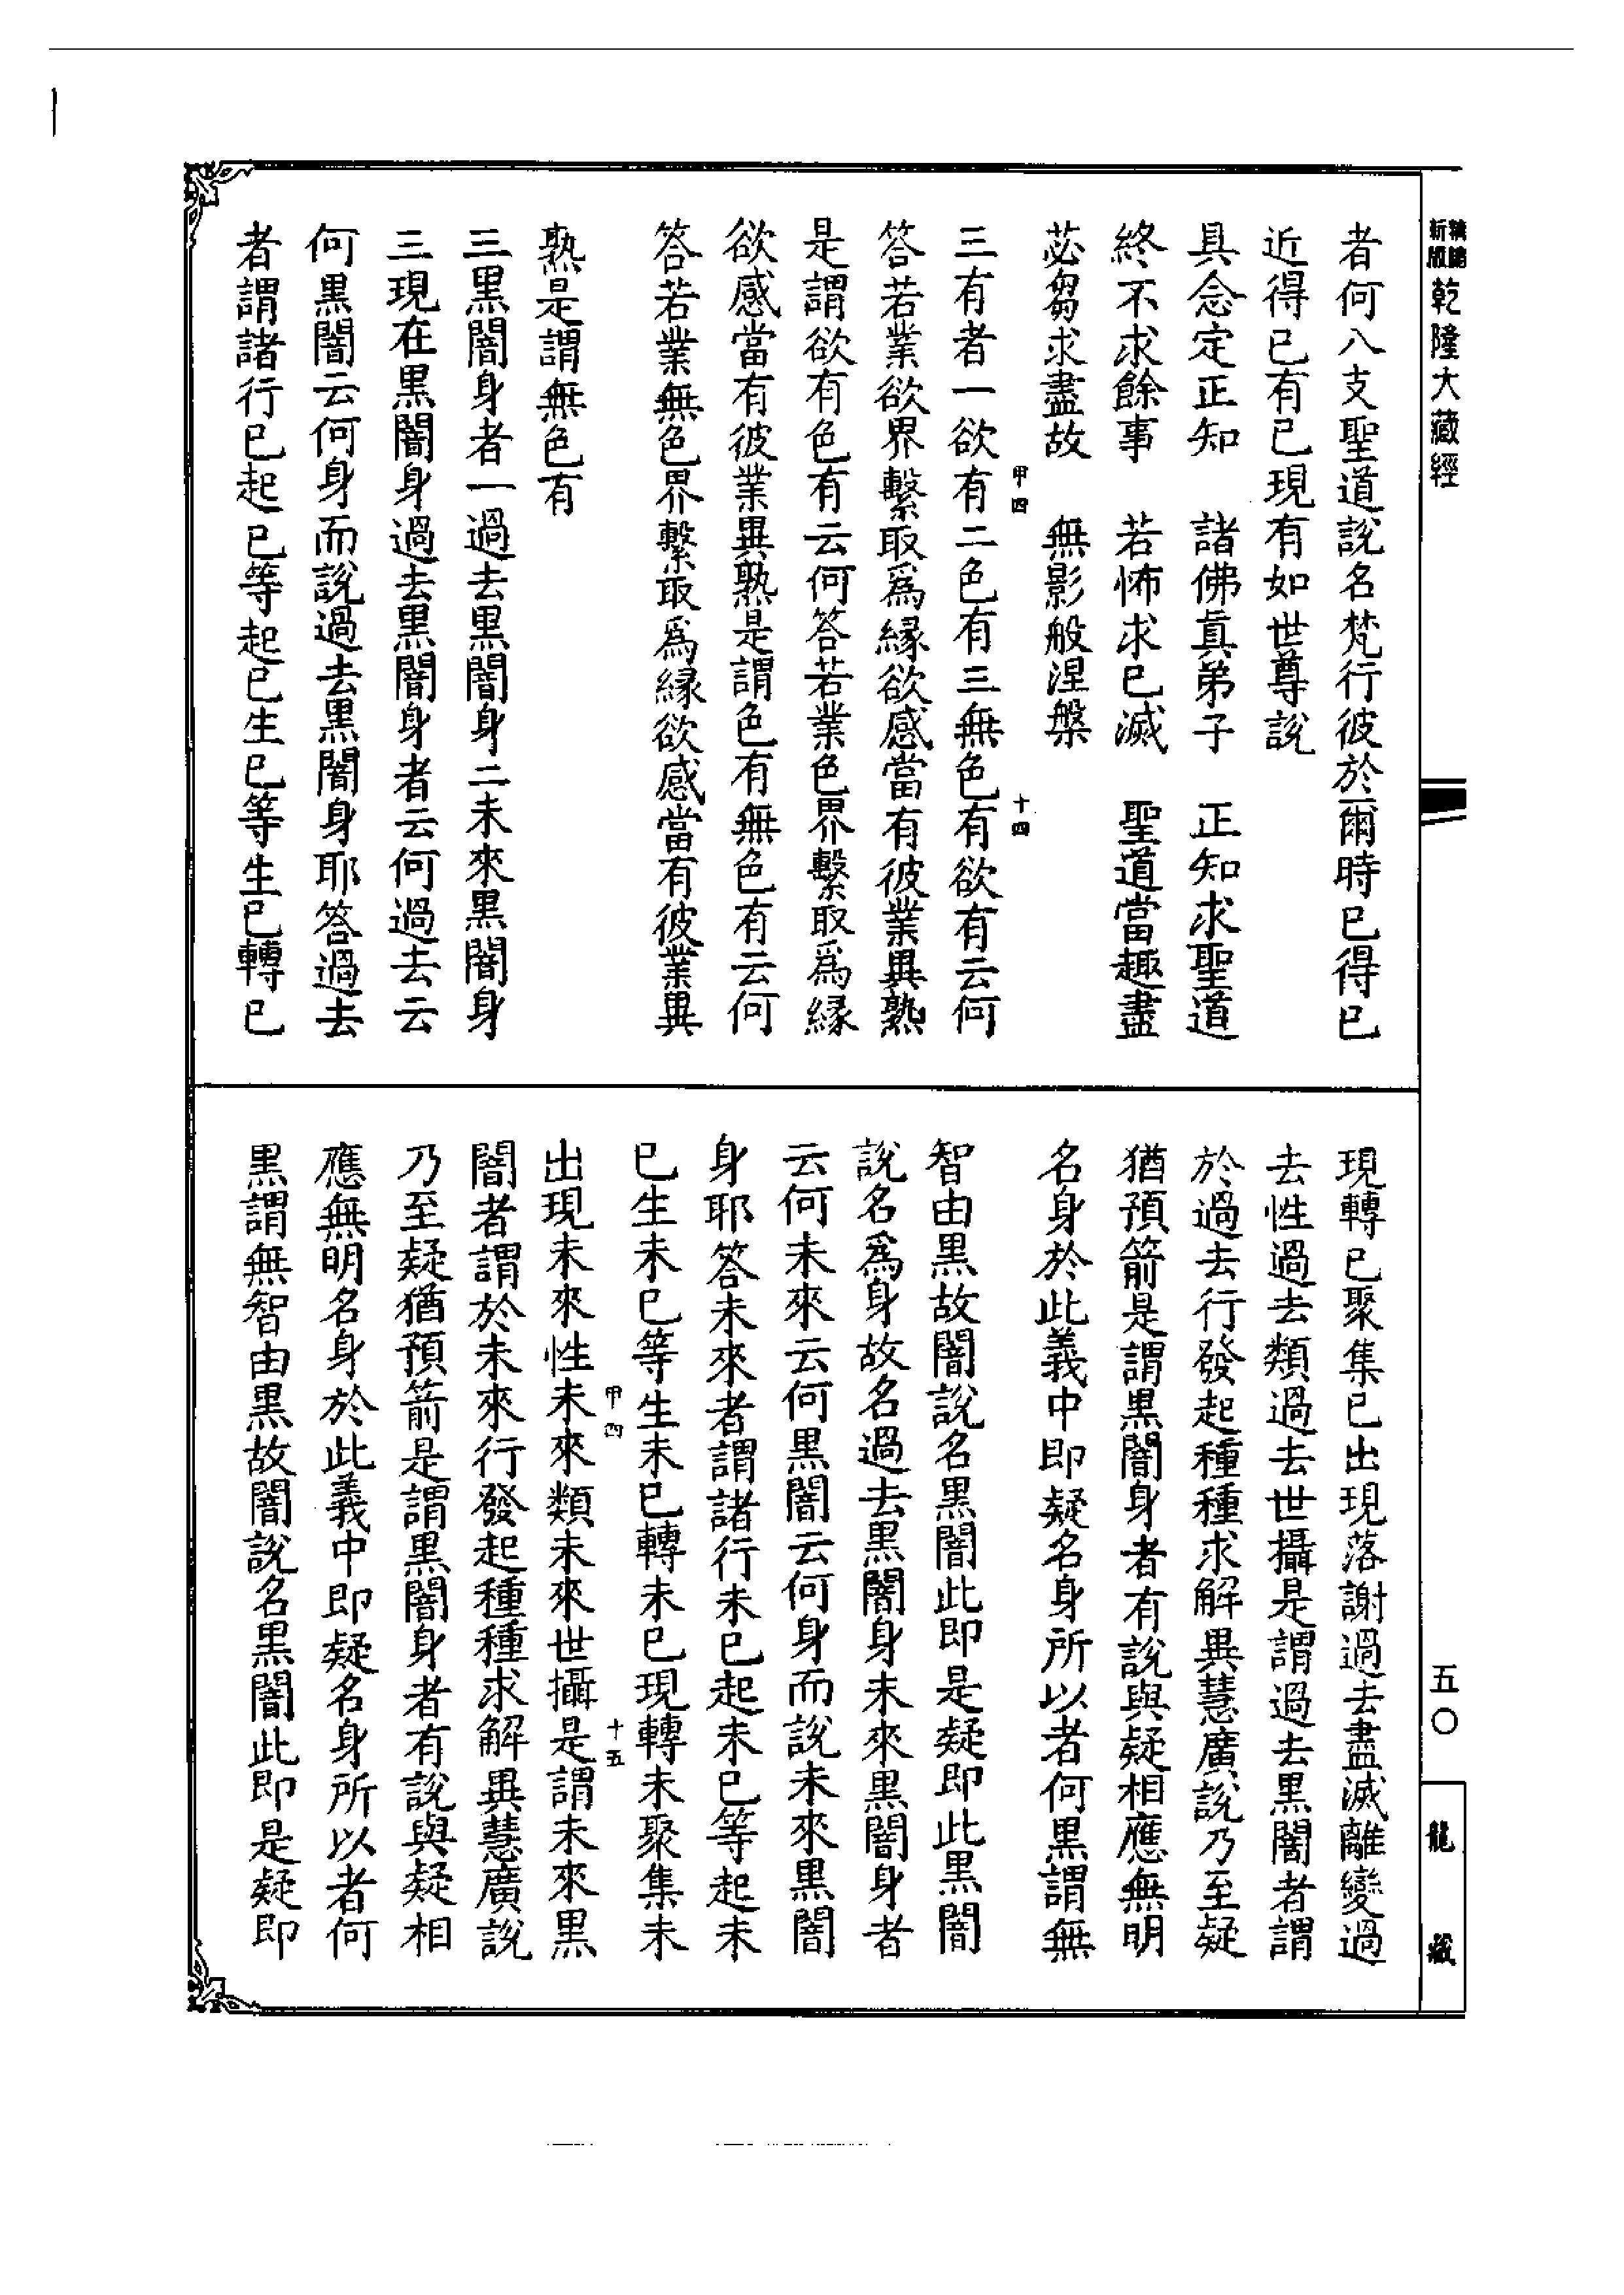 新版
乾隆大藏經
者何八支聖道說名梵行彼於爾時已得已
近得已有已現有如世尊說
具念定正知　諸佛真弟子　正知求聖道
終不求餘事　若怖求已滅　聖道當趣盡
苾芻求盡故　無影般涅槃
甲四　十四
三有者一欲有二色有三無色有欲有云何
答若業欲界繫取爲縁欲感當有彼業異熟
是謂欲有色有云何答若業色界繫取爲縁
欲感當有彼業異熟是謂色有無色有云何
答若業無色界繫取爲縁欲感當有彼業異
熟是謂無色有
三黑闇身者一過去黑闇身二未來黑闇身
三現在黑闇身過去黑闇身者云何過去云
何黑闇云何身而說過去黑闇身耶答過去
者謂諸行已起已等起已生已等生已轉已
現轉已聚集已出現落謝過去盡滅離變過
去性過去類過去世攝是謂過去黑闇者謂
於過去行發起種種求解異慧廣說乃至疑
猶預箭是謂黑闇身者有說與疑相應無明
名身於此義中即疑名身所以者何黑謂無
智由黑故闇說名黑闇此即是疑即此黑闇
說名爲身故名過去黑闇身未來黑闇身者
云何未來云何黑闇云何身而說未來黑闇
身耶答未來者謂諸行未已起未已等起未
已生未已等生未已轉未已現轉未聚集未
甲四　十五
出現未來性未來類未來世攝是謂未來黑
闇者謂於未來行發起種種求解異慧廣說
乃至疑猶預箭是謂黑闇身者有說與疑相
應無明名身於此義中即疑名身所以者何
黑謂無智由黑故闇說名黑闇此即是疑即
五〇
龍藏